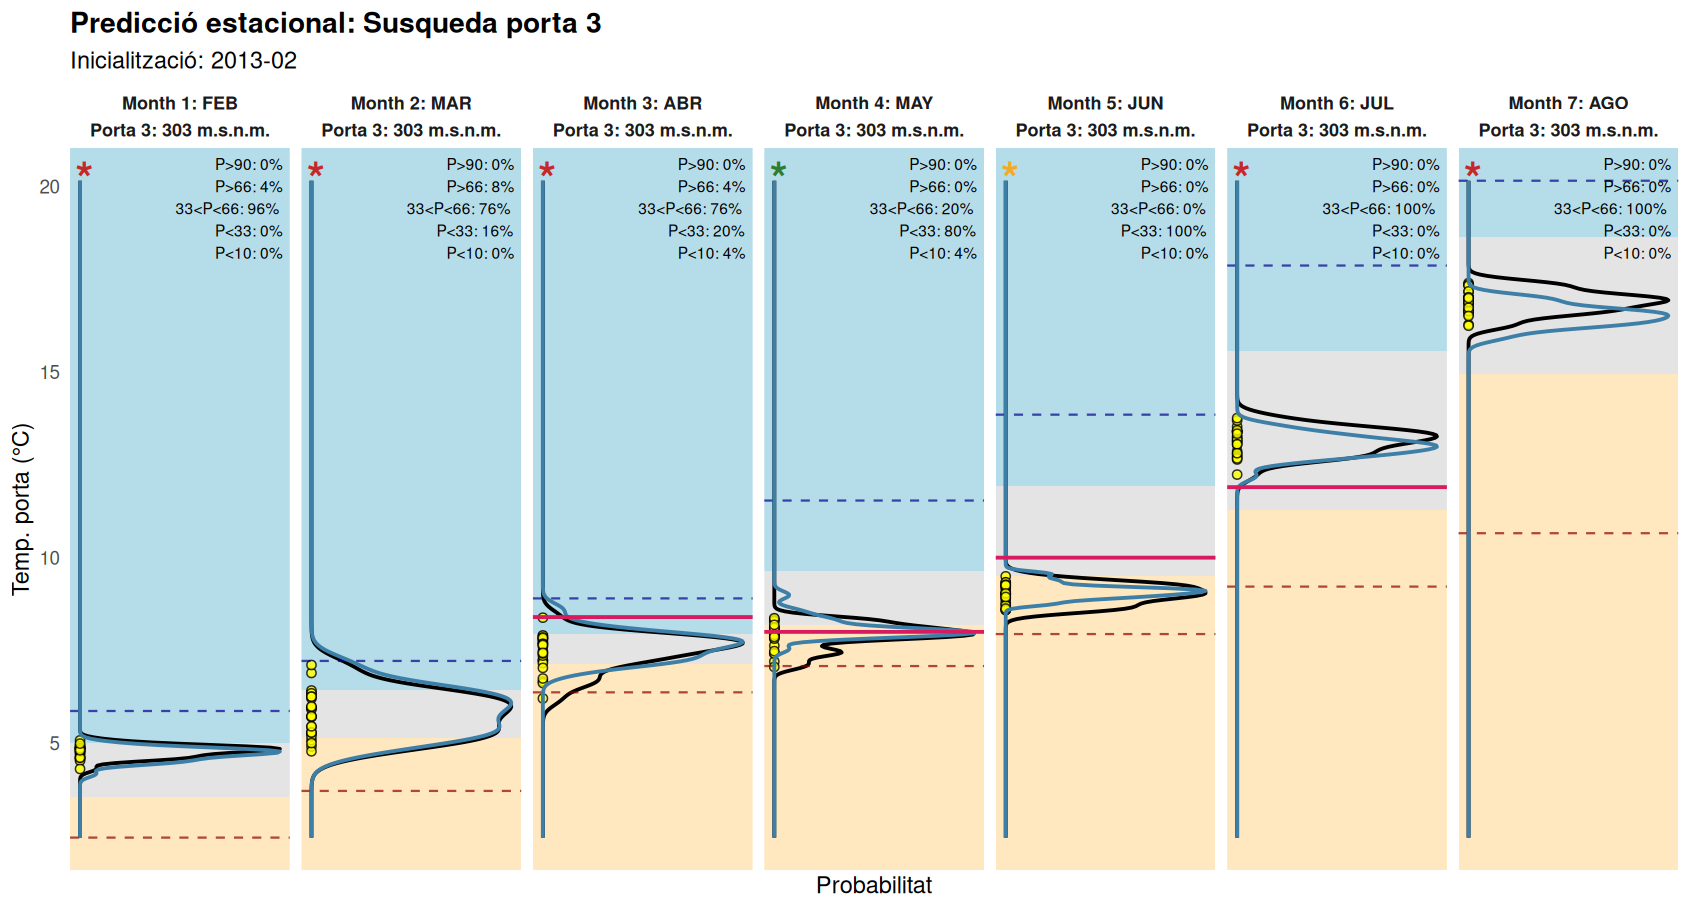 Predicció estacional: Susqueda porta 3
Inicialització: 2013-02
Month 1: FEB
Porta 3: 303 m.s.n.m.
Month 2: MAR
Porta 3: 303 m.s.n.m.
Month 3: ABR
Porta 3: 303 m.s.n.m.
Month 4: MAY
Porta 3: 303 m.s.n.m.
Month 5: JUN
Porta 3: 303 m.s.n.m.
Month 6: JUL
Porta 3: 303 m.s.n.m.
Month 7: AGO
Porta 3: 303 m.s.n.m.
*
P>90: 0%
P>66: 4%
33<P<66: 96%
P<33: 0%
P<10: 0%
*
P>90: 0%
P>66: 8%
33<P<66: 76%
P<33: 16%
P<10: 0%
*
P>90: 0%
P>66: 4%
33<P<66: 76%
P<33: 20%
P<10: 4%
*
P>90: 0%
P>66: 0%
33<P<66: 20%
P<33: 80%
P<10: 4%
*
P>90: 0%
P>66: 0%
33<P<66: 0%
P<33: 100%
P<10: 0%
*
P>90: 0%
P>66: 0%
33<P<66: 100%
P<33: 0%
P<10: 0%
*
P>90: 0%
P>66: 0%
33<P<66: 100%
P<33: 0%
P<10: 0%
20
15
10
5
Temp. porta (°C)
Probabilitat